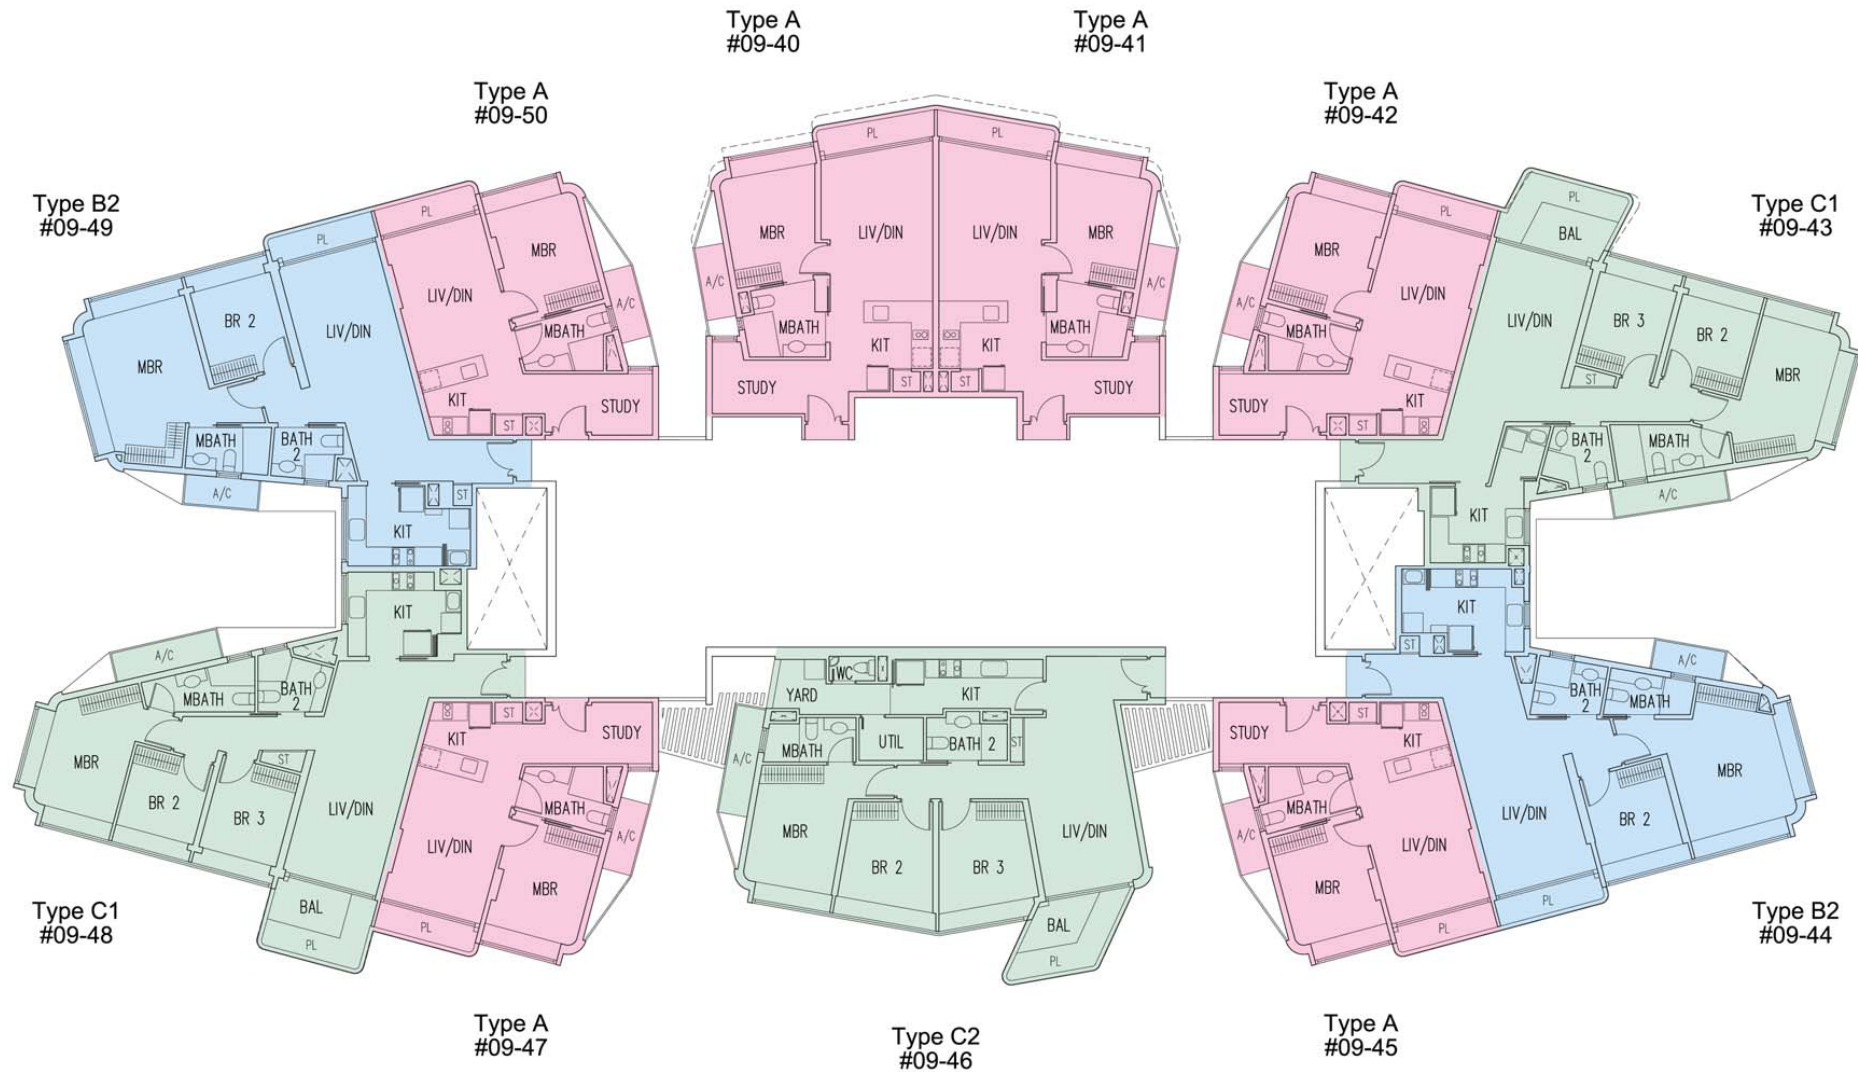 Type A
#09-40
Type A
#09-41
Type A
#09-50
Type A
#09-42
Type B2
#09-49
Type C1
#09-43
PL
PL
MBR
LIV/DIN
LIV/DIN
MBR
A/C
A/C
MBATH
MBATH
KIT
KIT
STUDY
ST
ST
STUDY
PL
MBR
LIV/DIN
A/C
MBATH
KIT
ST
STUDY
PL
BR 2
LIV/DIN
MBR
MBATH
BATH
2
A/C
ST
KIT
PL
MBR
LIV/DIN
A/C
MBATH
STUDY
ST
KIT
PL
BAL
LIV/DIN
BR 3
BR 2
MBR
ST
BATH
2
MBATH
A/C
KIT
KIT
A/C
MBATH
BATH
2
MBR
ST
BR 2
BR 3
LIV/DIN
BAL
PL
KIT
ST
STUDY
MBATH
A/C
LIV/DIN
MBR
PL
WC
YARD
KIT
A/C
MBATH
UTIL
BATH 2
ST
MBR
LIV/DIN
BR 2
BR 3
BAL
PL
STUDY
ST
KIT
MBATH
A/C
LIV/DIN
MBR
PL
KIT
ST
A/C
BATH
2
MBATH
MBR
LIV/DIN
BR 2
PL
Type C1
#09-48
Type B2
#09-44
Type A
#09-47
Type C2
#09-46
Type A
#09-45